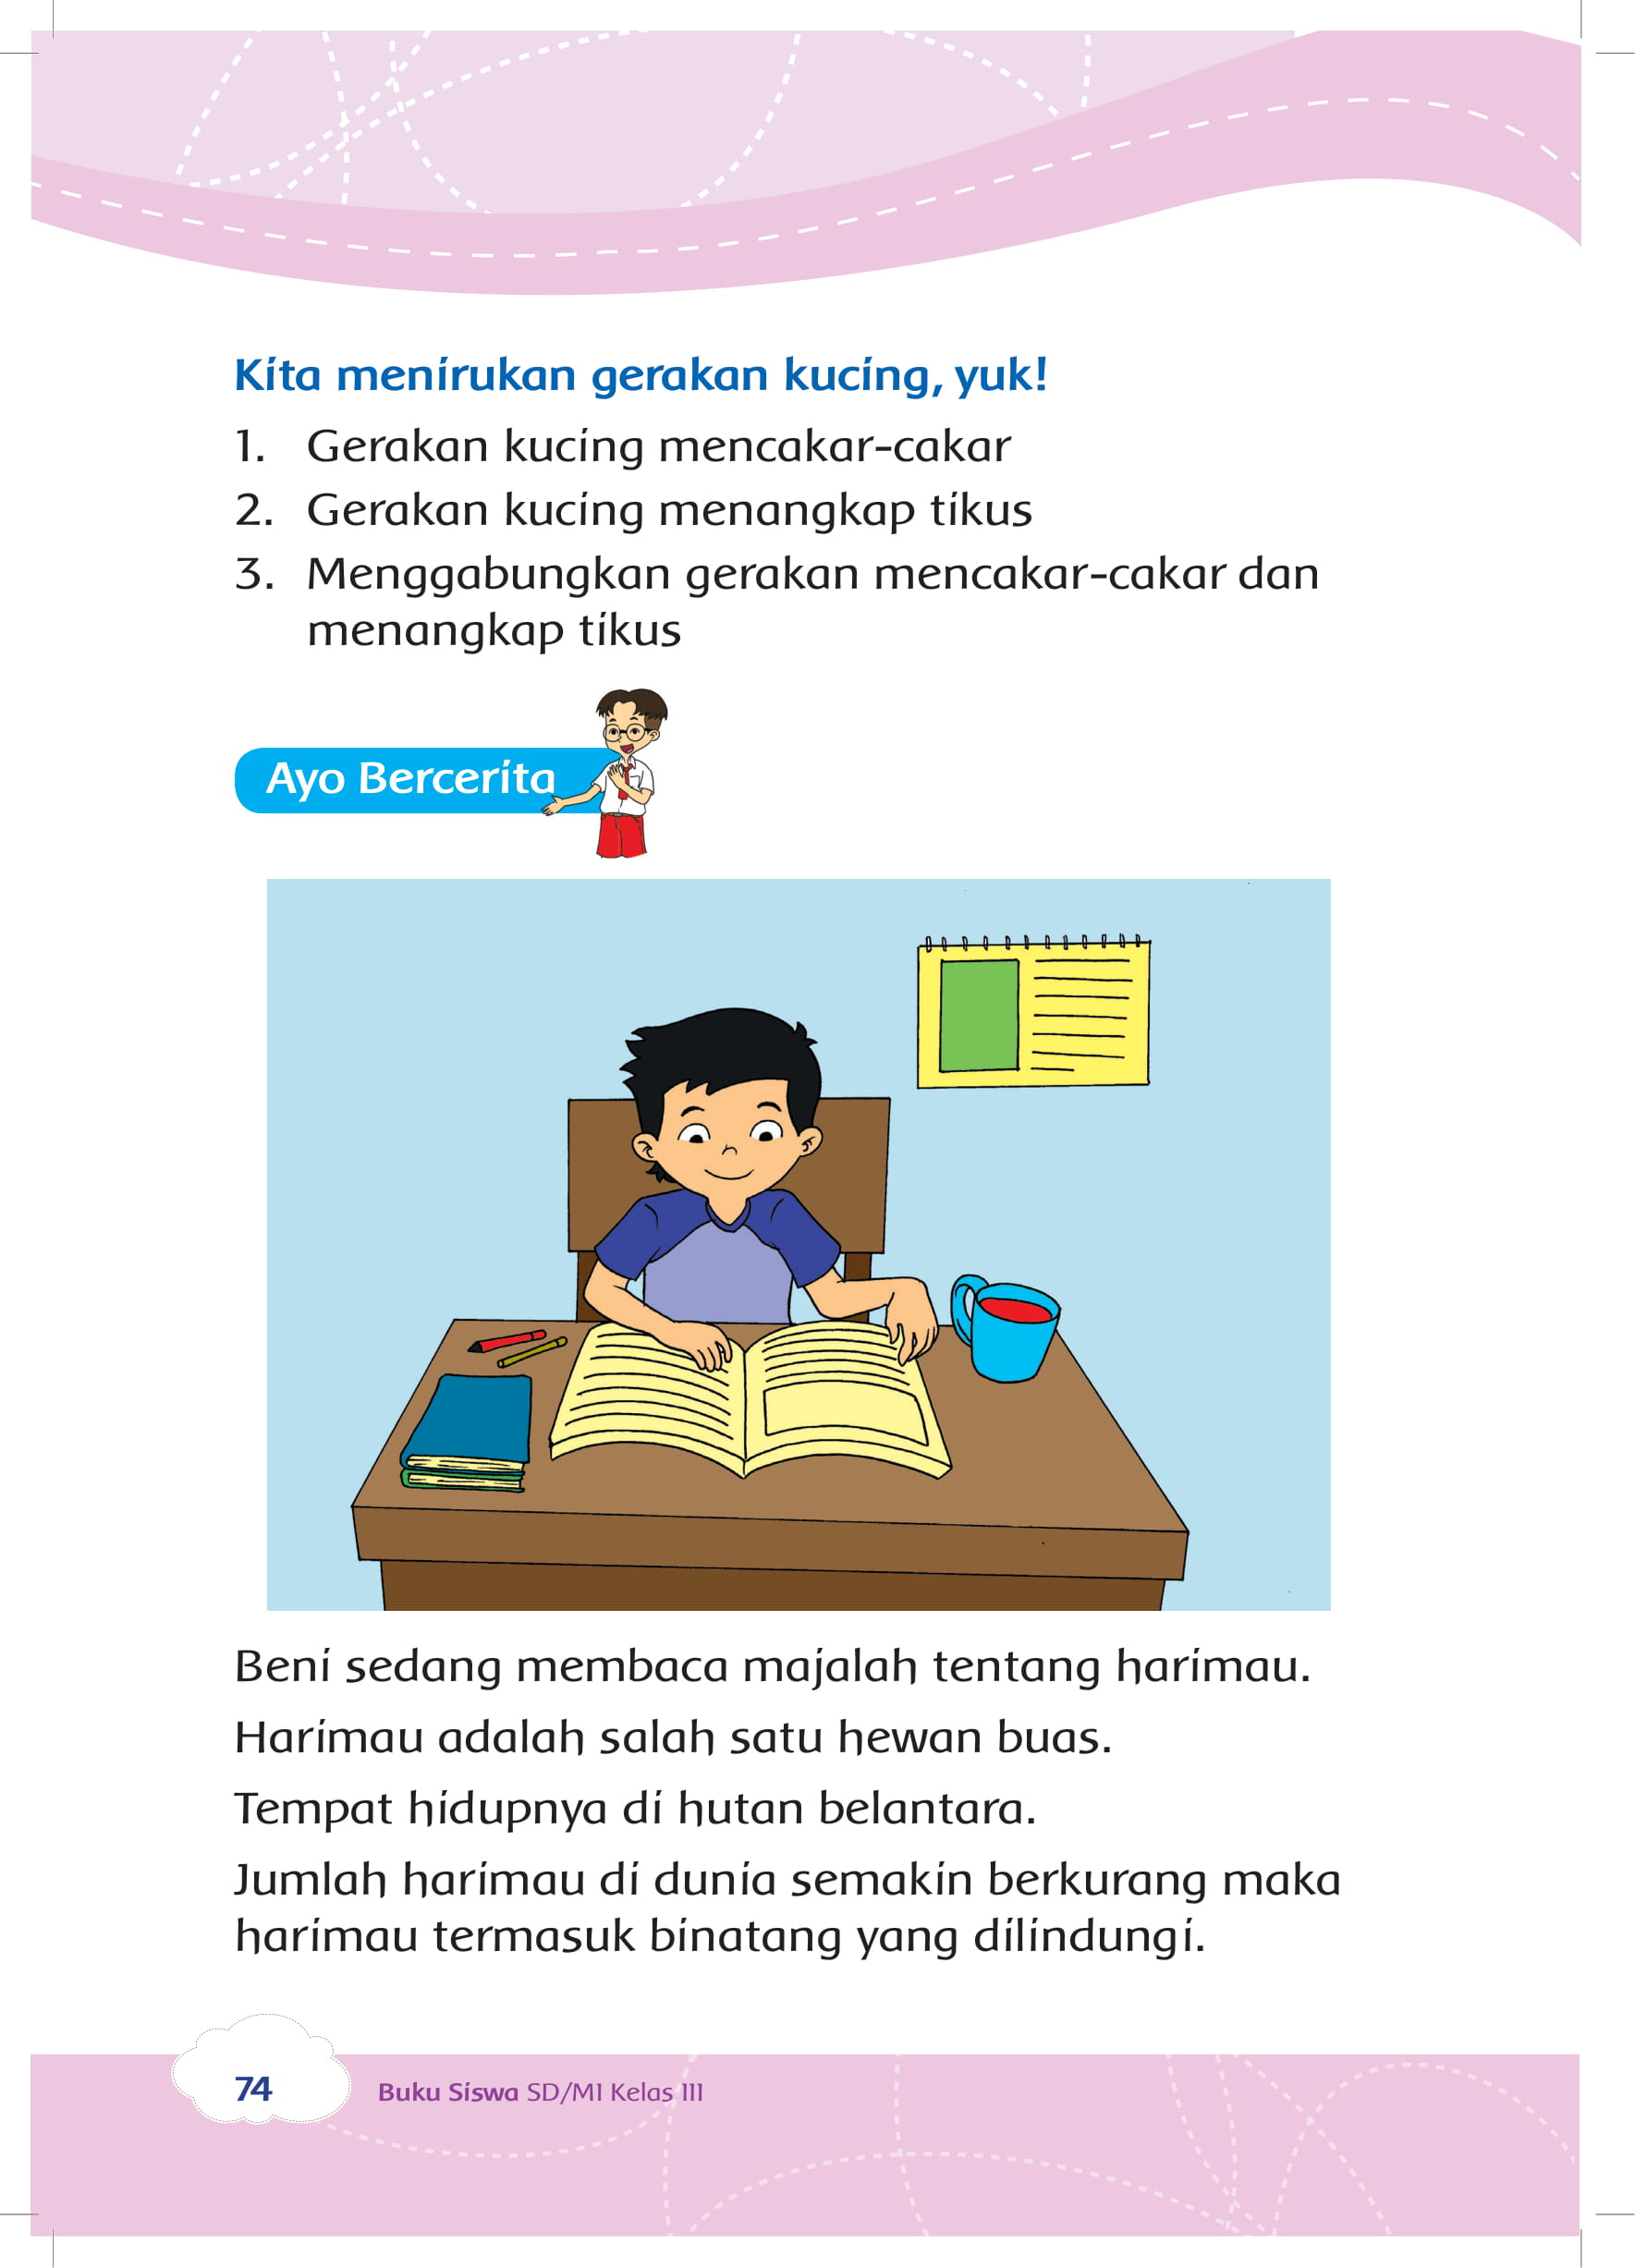 Kita menirukan gerakan kucing, yuk!
1. Gerakan kucing mencakar-cakar
2. Gerakan kucing menangkap tikus
3. Menggabungkan gerakan mencakar-cakar dan
menangkap tikus
Ayo Bercerita
Beni sedang membaca majalah tentang harimau.
Harimau adalah salah satu hewan buas.
Tempat hidupnya di hutan belantara.
Jumlah harimau di dunia semakin berkurang maka
harimau termasuk binatang yang dilindungi.
74 Buku Siswa SD/MI Kelas III